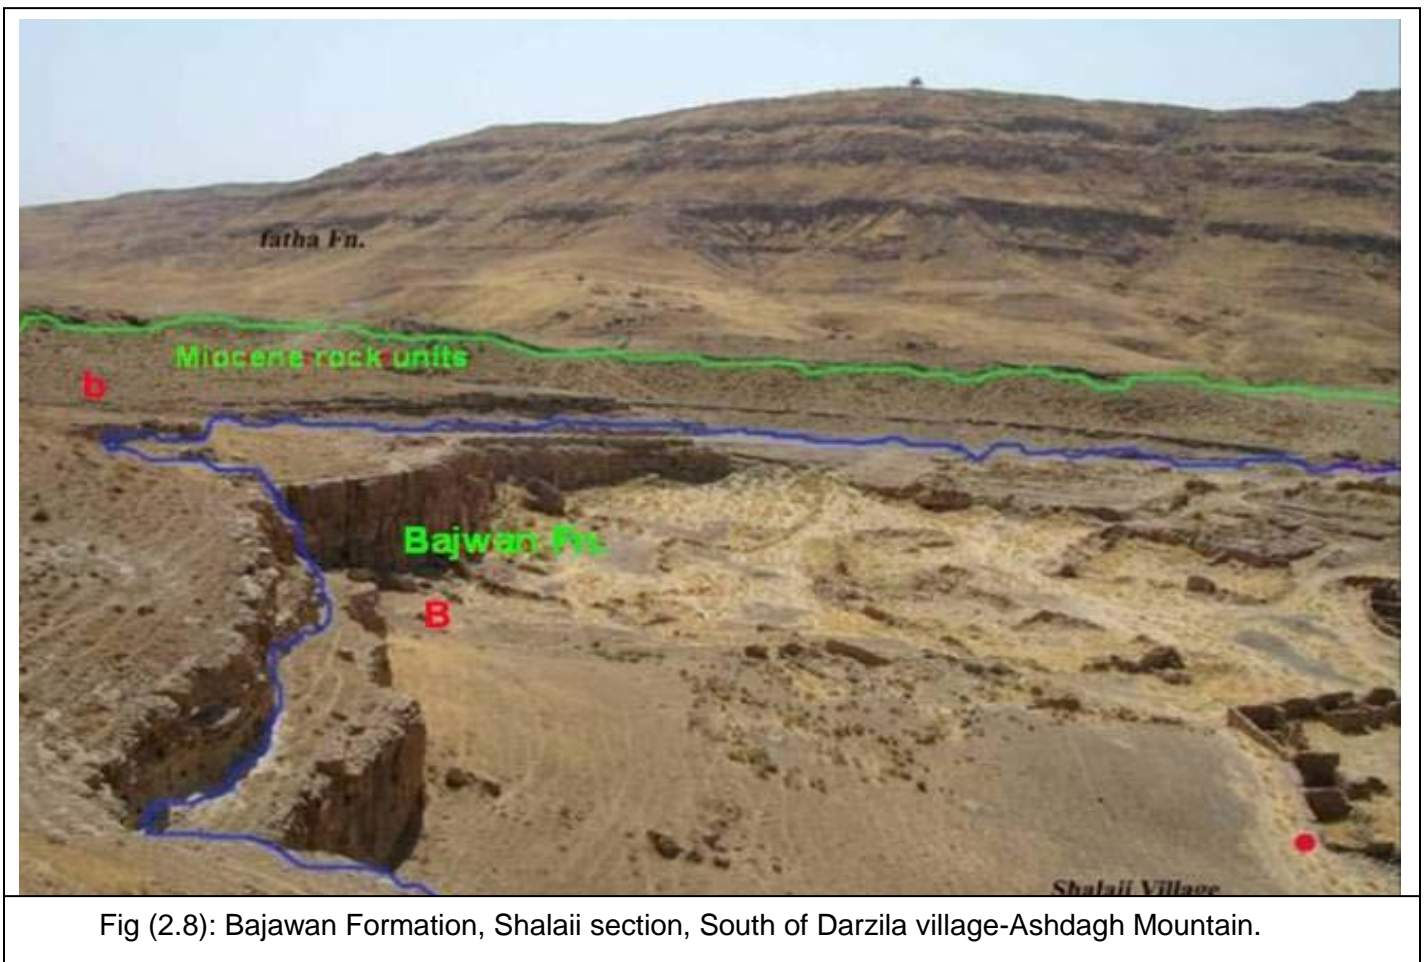 fatha Fn.
Miocene rock units
b
Bajwan Fn.
B
Shalaii Village
Fig (2.8): Bajawan Formation, Shalaii section, South of Darzila village-Ashdagh Mountain.